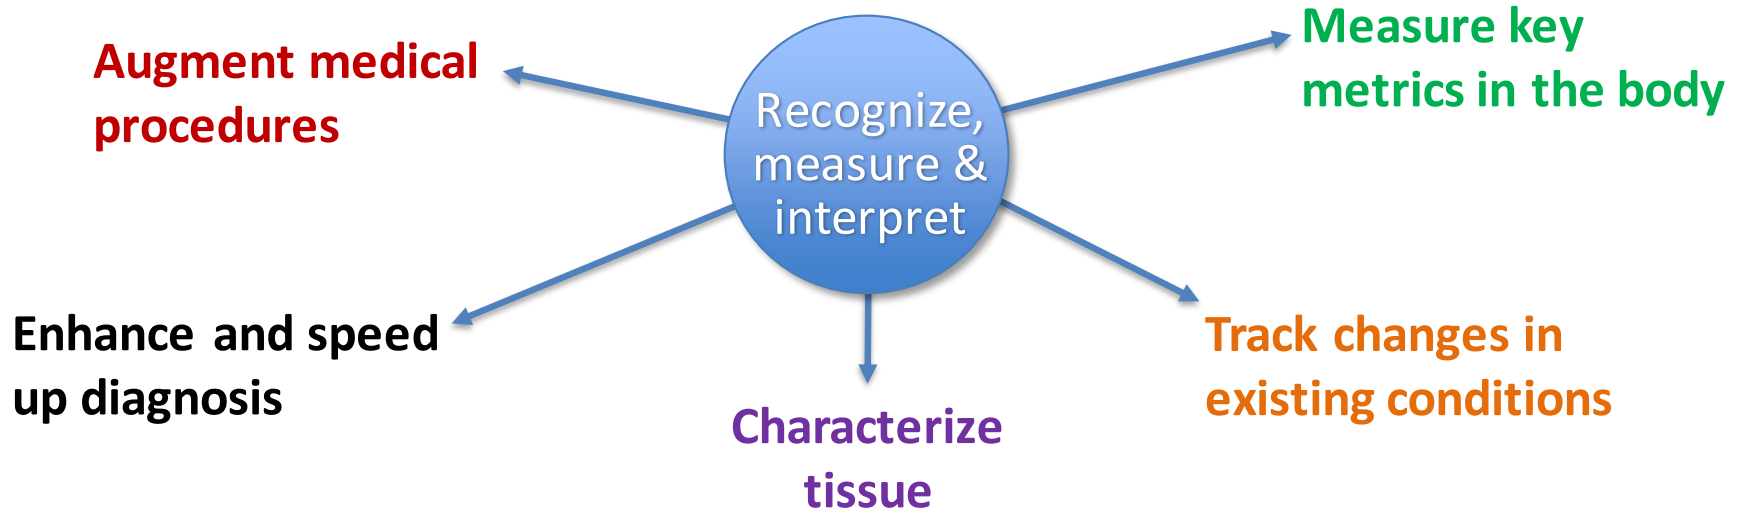 Augment medical
procedures
Recognize,
measure &
interpret
Measure key
metrics in the body
Enhance and speed
up diagnosis
Characterize
tissue
Track changes in
existing conditions